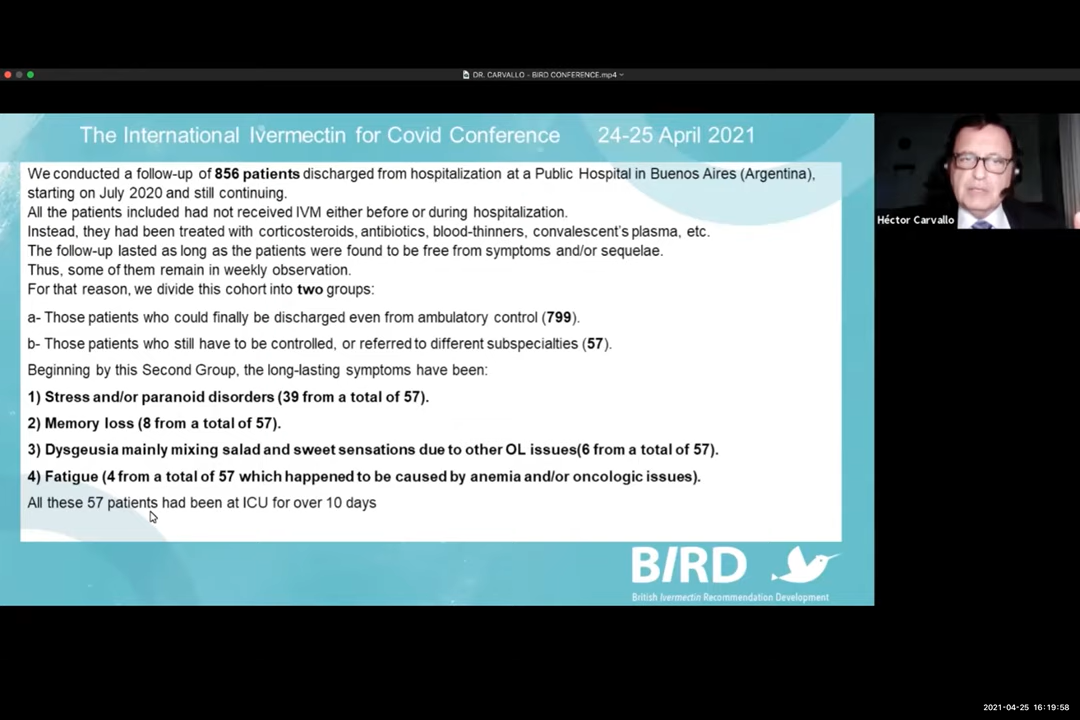 DR. CARVALLO - BIRD CONFERENCE.mp4
The International Ivermectin for Covid Conference 24-25 April 2021
We conducted a follow-up of 856 patients discharged from hospitalization at a Public Hospital in Buenos Aires (Argentina),
starting on July 2020 and still continuing.
All the patients included had not received IVM either before or during hospitalization.
Instead, they had been treated with corticosteroids, antibiotics, blood-thinners, convalescent's plasma, etc.
The follow-up lasted as long as the patients were found to be free from symptoms and/or sequelae.
Thus, some of them remain in weekly observation.
For that reason, we divide this cohort into two groups:
a- Those patients who could finally be discharged even from ambulatory control (799).
b- Those patients who still have to be controlled, or referred to different subspecialties (57).
Beginning by this Second Group, the long-lasting symptoms have been:
1) Stress and/or paranoid disorders (39 from a total of 57).
2) Memory loss (8 from a total of 57).
3) Dysgeusia mainly mixing salad and sweet sensations due to other OL issues(6 from a total of 57).
4) Fatigue (4 from a total of 57 which happened to be caused by anemia and/or oncologic issues).
All these 57 patients had been at ICU for over 10 days
Héctor Carvallo
BIRD
British Ivermectin Recommendation Development
2021-04-25 16:19:58